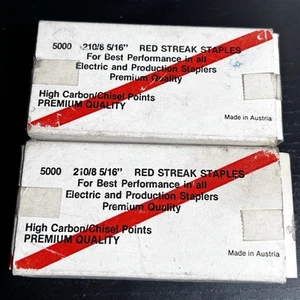 5000 210/8 5/16" RED STREAK STAPLES
For Best Performance in all
Electric and Production Staplers
Premium Quality
High Carbon/Chisel Points
PREMIUM QUALITY
Made in Austria
5000 210/8 5/16" RED STREAK STAPLES
For Best Performance in all
Electric and Production Staplers
Premium Quality
High Carbon/Chisel Points
PREMIUM QUALITY
Made in Austria